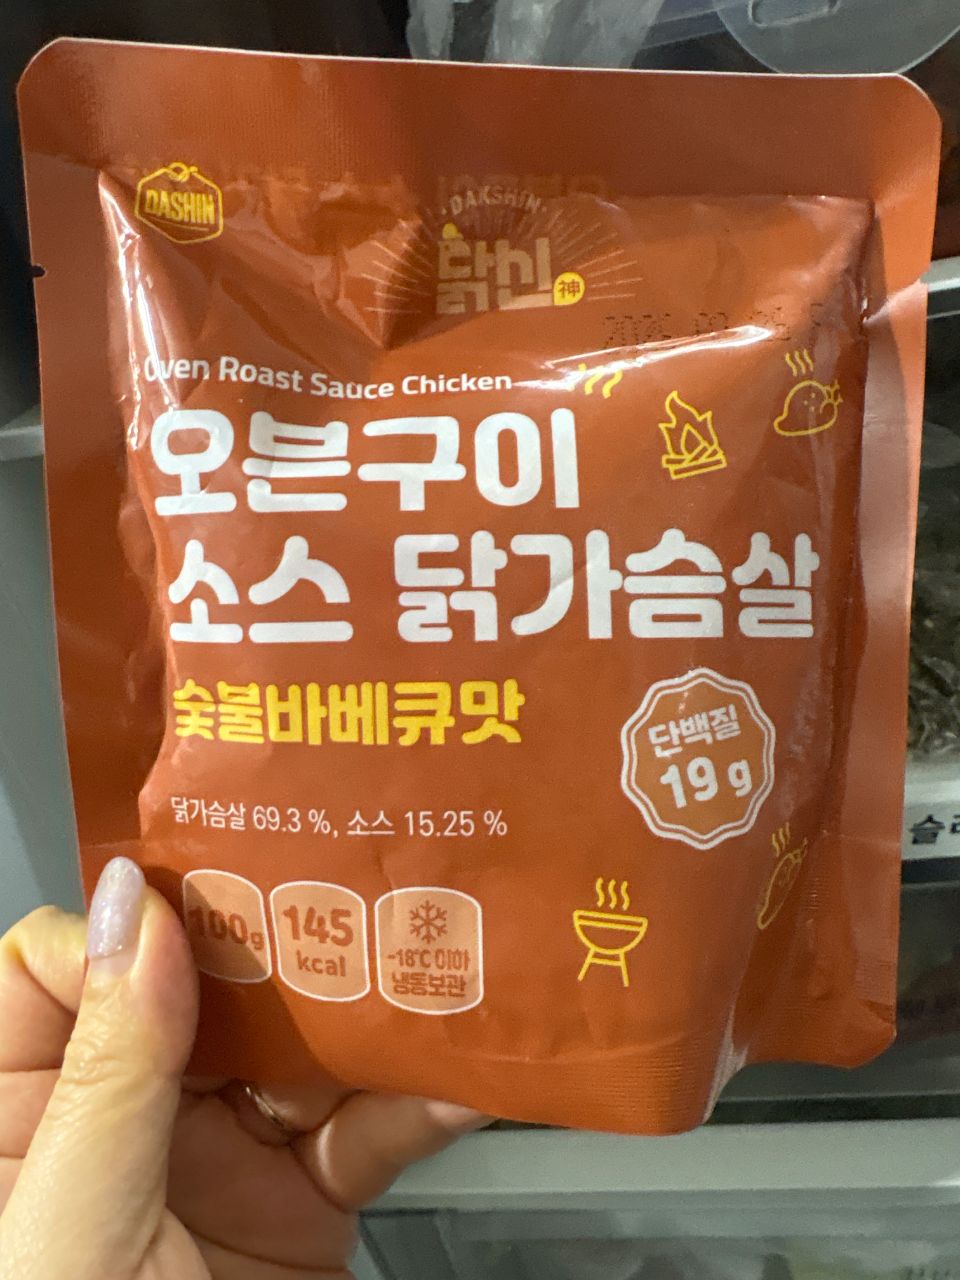 DASHIN
DAKSHIN
닭신
神
Oven Roast Sauce Chicken
오븐구이
소스 닭가슴살
숯불바베큐맛
단백질
19 g
닭가슴살 69.3 %, 소스 15.25 %
100g
145
kcal
-18℃ 이하
냉동보관